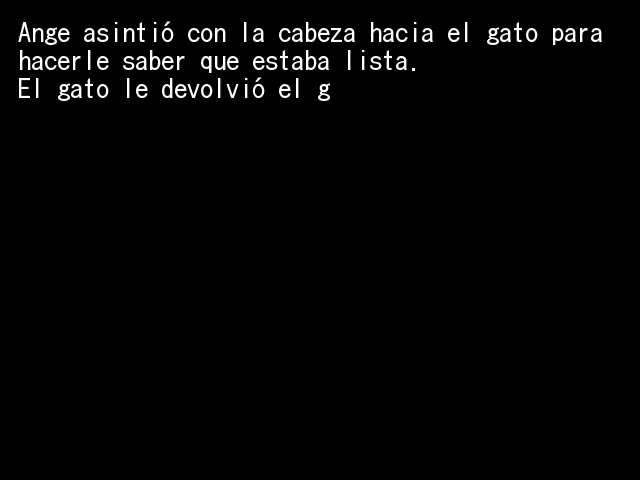 Ange asintió con la cabeza hacia el gato para
hacerle saber que estaba lista.
El gato le devolvió el g